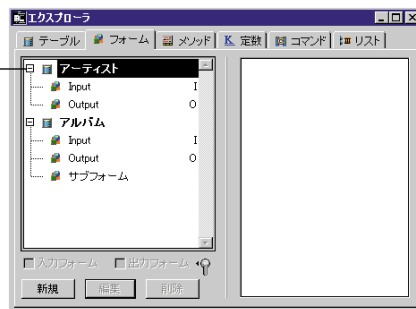 エクスプローラ
テーブル フォーム メソッド 定数 コマンド リスト
アーティスト
Input I
Output O
アルバム
Input I
Output O
サブフォーム
入力フォーム 出力フォーム
新規 編集 削除